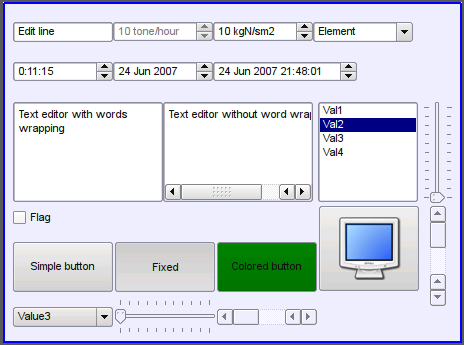 Edit line
10 tone/hour
10 kgN/sm2
Element
0:11:15
24 Jun 2007
24 Jun 2007 21:48:01
Text editor with words
wrapping
Text editor without word wrap
Val1
Val2
Val3
Val4
Flag
Simple button
Fixed
Colored button
Value3